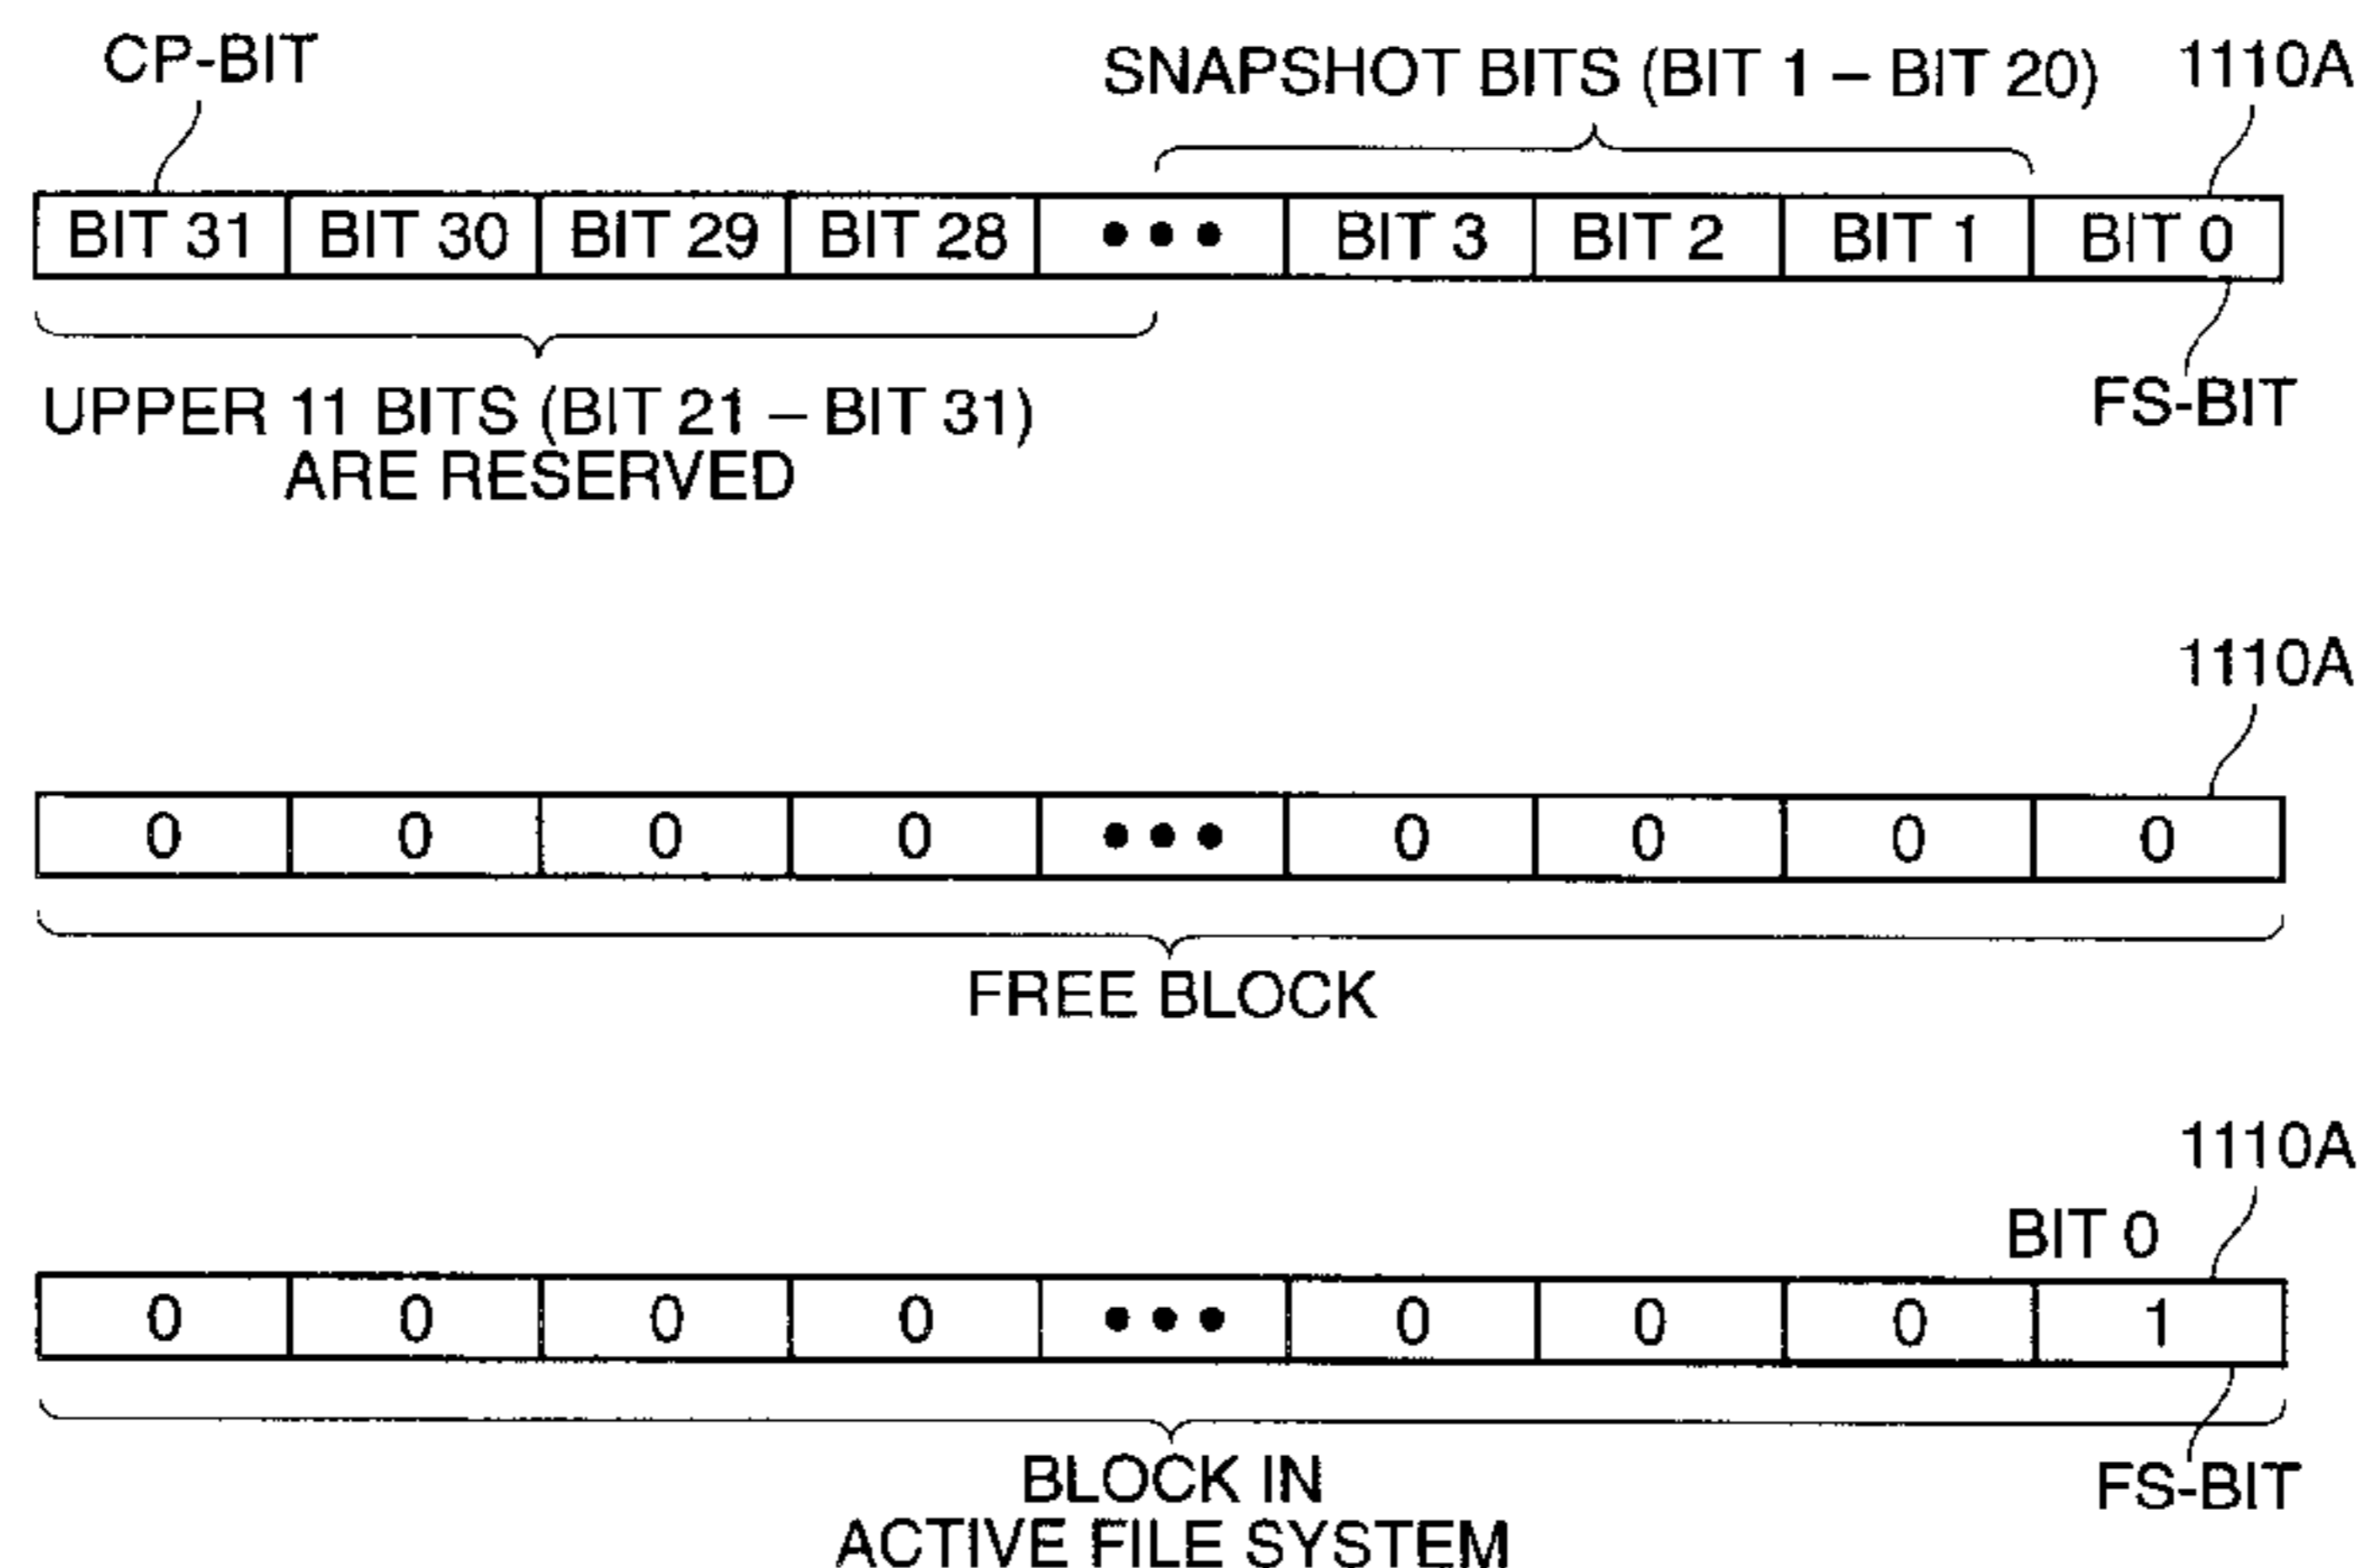 CP-BIT
SNAPSHOT BITS (BIT 1 – BIT 20)
1110A
BIT 31 BIT 30 BIT 29 BIT 28 ••• BIT 3 BIT 2 BIT 1 BIT 0
UPPER 11 BITS (BIT 21 – BIT 31)
ARE RESERVED
FS-BIT
1110A
0 0 0 0 ••• 0 0 0 0
FREE BLOCK
1110A
BIT 0
0 0 0 0 ••• 0 0 0 1
BLOCK IN
ACTIVE FILE SYSTEM
FS-BIT